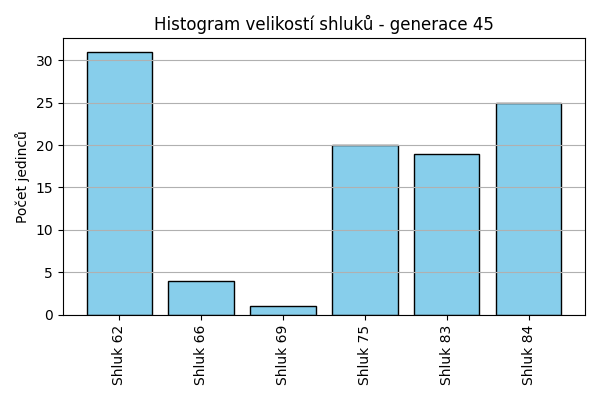 Histogram velikostí shluků - generace 45
Počet jedinců
30
25
20
15
10
5
0
Shluk 62
Shluk 66
Shluk 69
Shluk 75
Shluk 83
Shluk 84